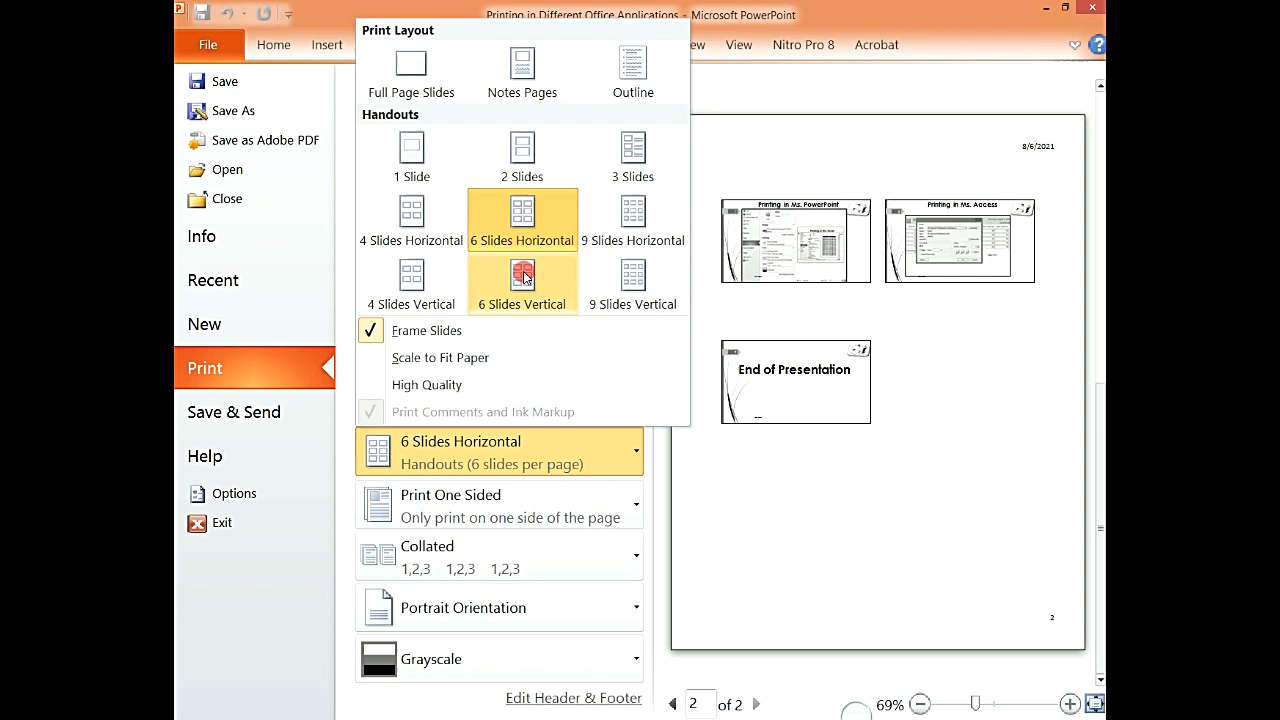 Printing in Different Office Applications - Microsoft PowerPoint
File
Home
Insert
ew
View
Nitro Pro 8
Acrobat
Save
Save As
Save as Adobe PDF
Open
Close
Info
Recent
New
Print
Save & Send
Help
Options
Exit
Print Layout
Full Page Slides
Notes Pages
Outline
Handouts
1 Slide
2 Slides
3 Slides
4 Slides Horizontal
6 Slides Horizontal
9 Slides Horizontal
4 Slides Vertical
6 Slides Vertical
9 Slides Vertical
Frame Slides
Scale to Fit Paper
High Quality
Print Comments and Ink Markup
6 Slides Horizontal
Handouts (6 slides per page)
Print One Sided
Only print on one side of the page
Collated
1,2,3 1,2,3 1,2,3
Portrait Orientation
Grayscale
Edit Header & Footer
8/6/2021
Printing in Ms. PowerPoint
Printing in Ms. Access
End of Presentation
2
2 of 2
69%